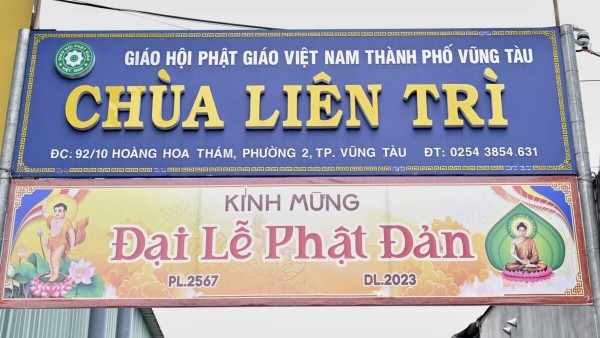 GIÁO HỘI PHẬT GIÁO VIỆT NAM THÀNH PHỐ VŨNG TÀU
CHÙA LIÊN TRÌ
ĐC: 92/10 HOÀNG HOA THÁM, PHƯỜNG 2, TP. VŨNG TÀU ĐT: 0254 3854.631
KÍNH MỪNG
Đại Lễ Phật Đản
PL.2567 DL.2023